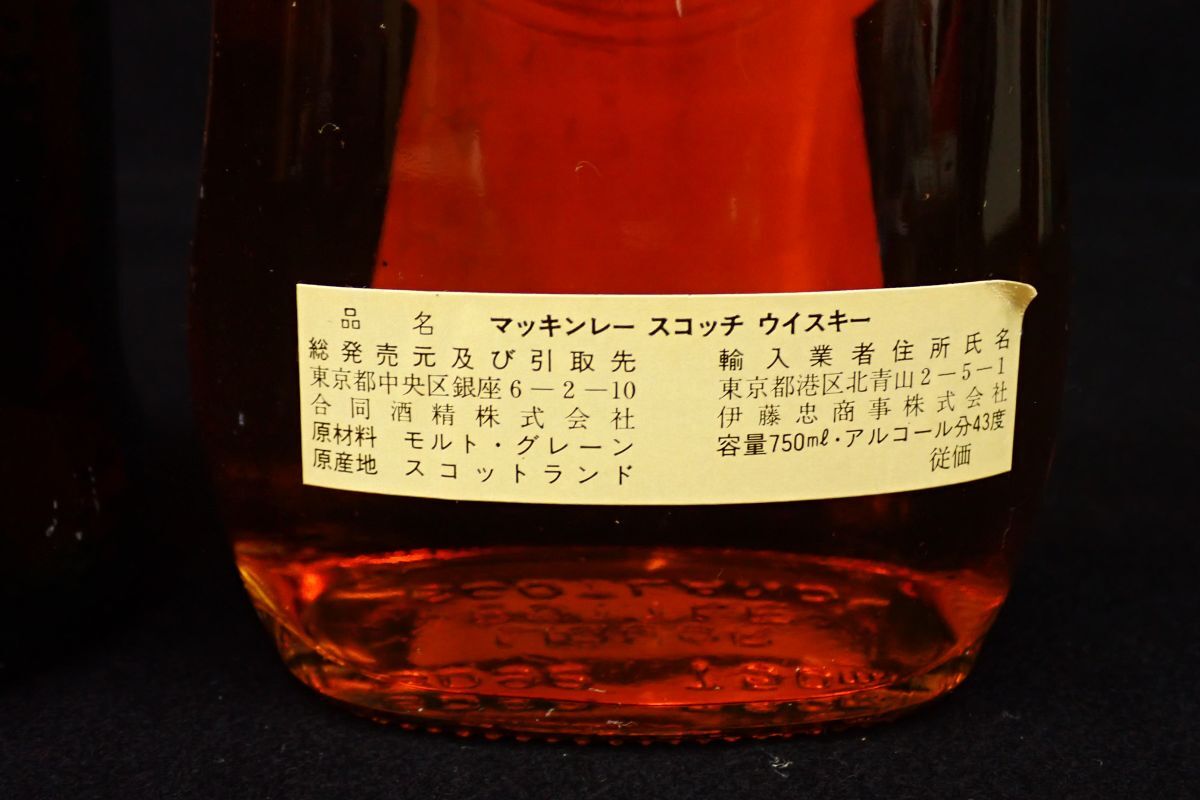 品名 マッキンレー スコッチ ウイスキー
総発売元及び引取先
東京都中央区銀座6-2-10
合同酒精株式会社
原材料 モルト・グレーン
原産地 スコットランド
輸入業者住所氏名
東京都港区北青山2-5-1
伊藤忠商事株式会社
容量750mℓ・アルコール分43度
従価